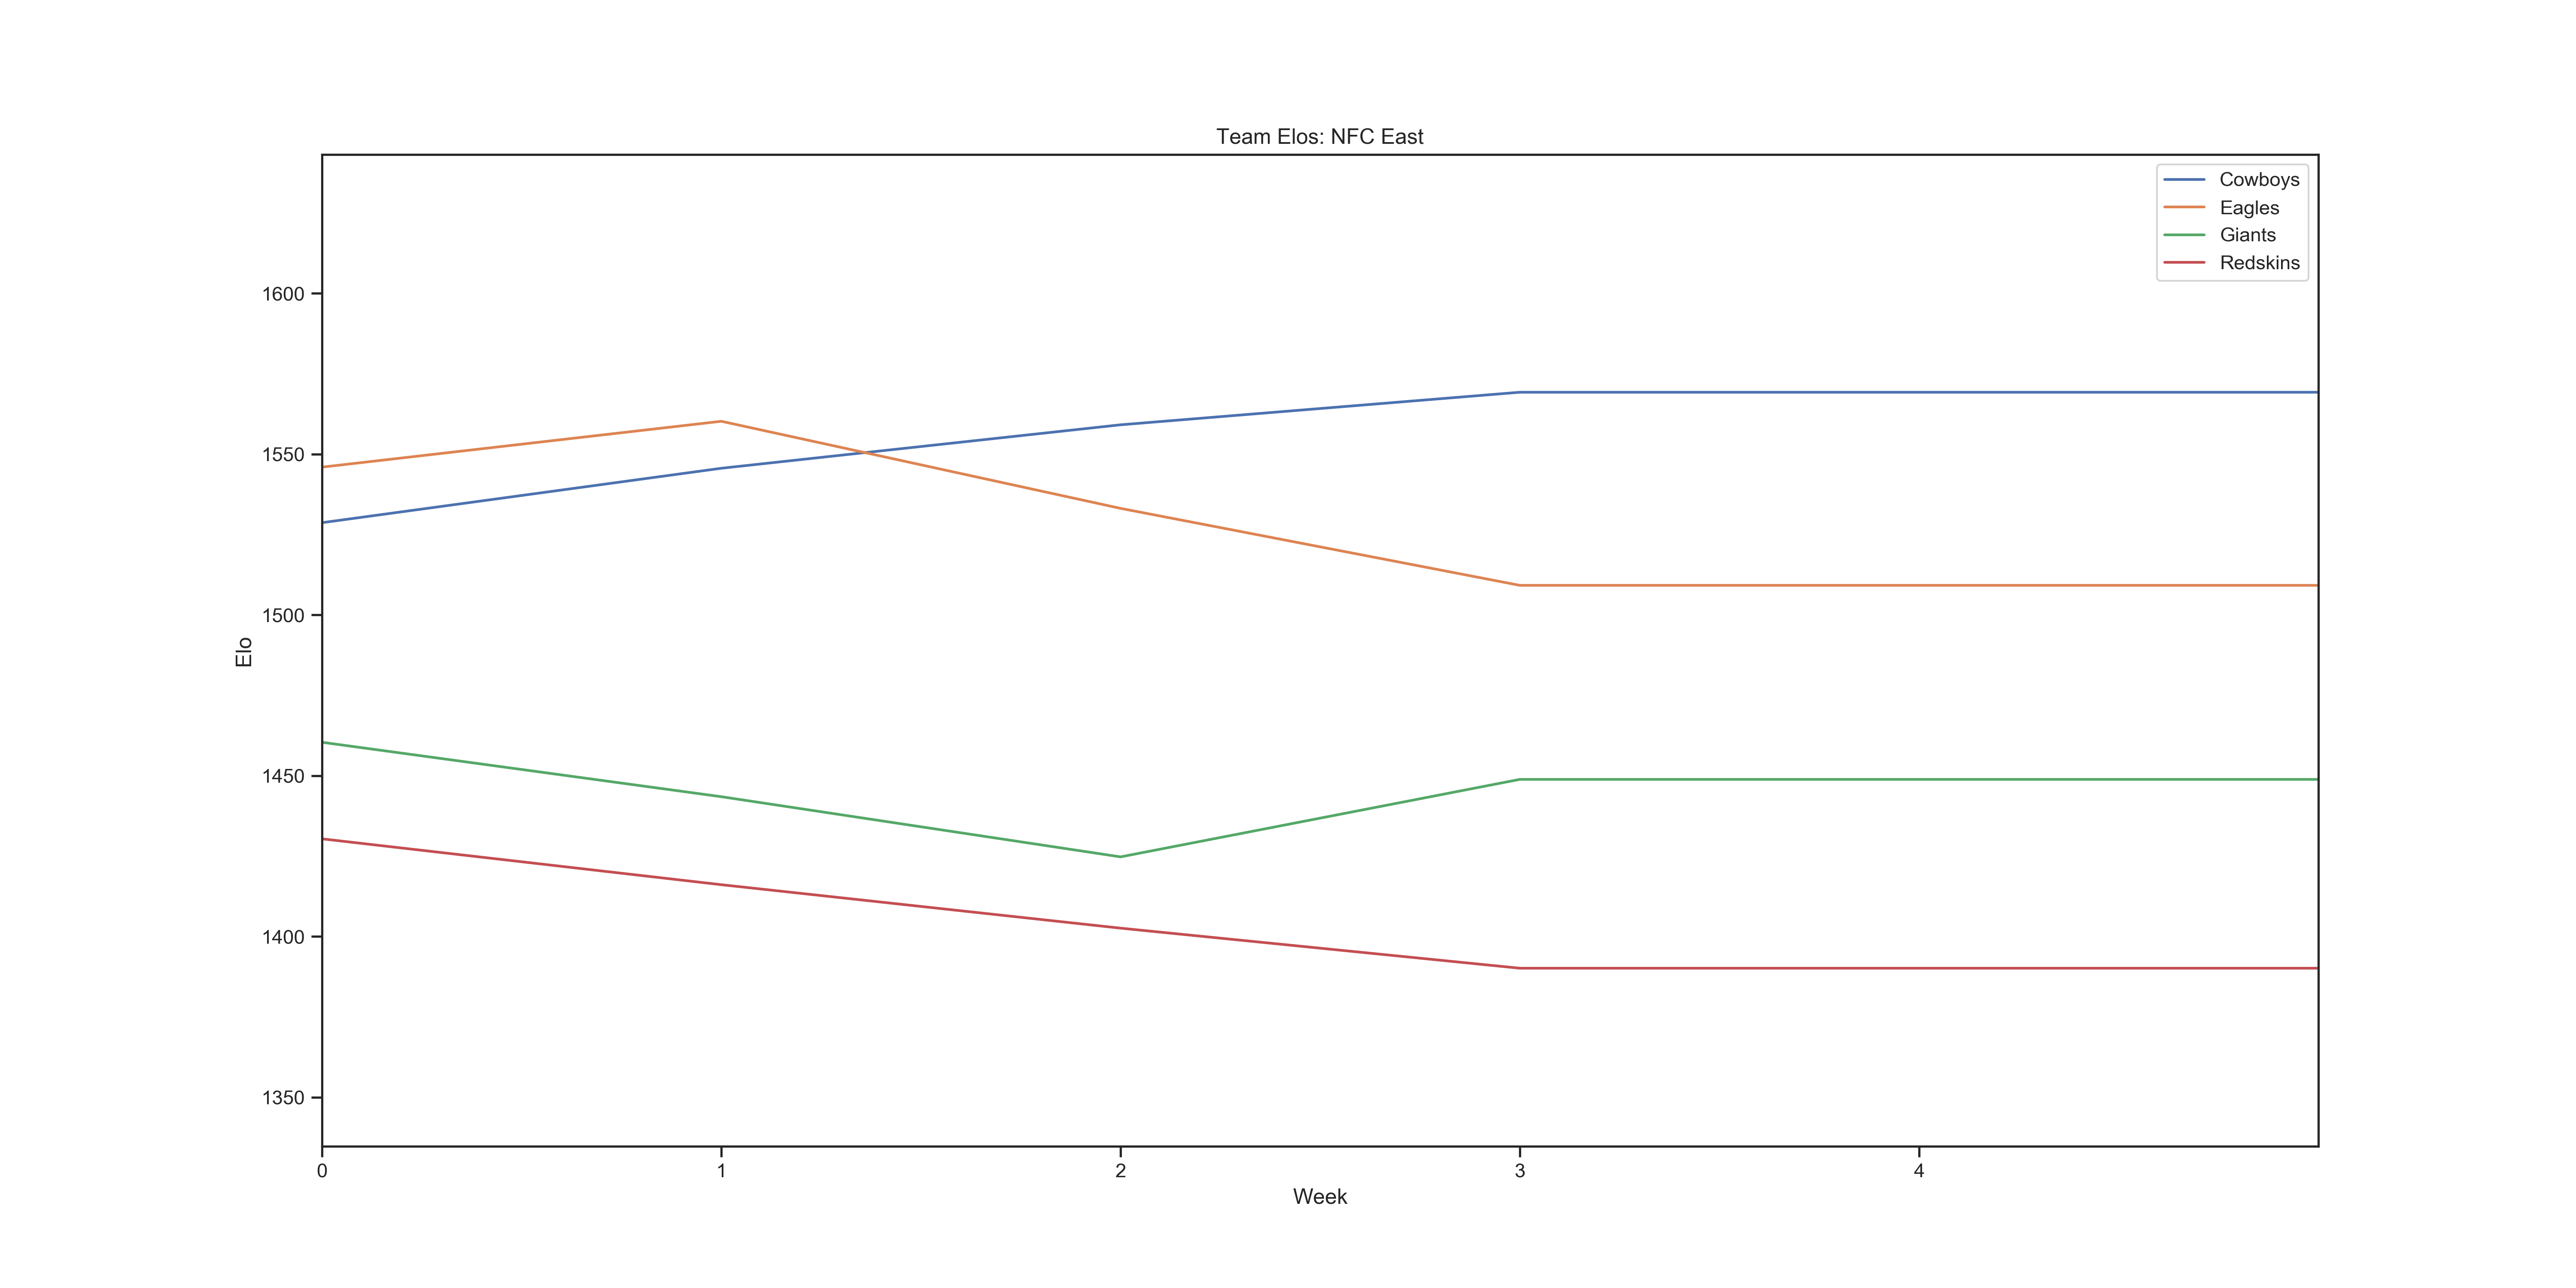 Team Elos: NFC East
Cowboys
Eagles
Giants
Redskins
1600
1550
1500
1450
1400
1350
Elo
0 1 2 3 4
Week